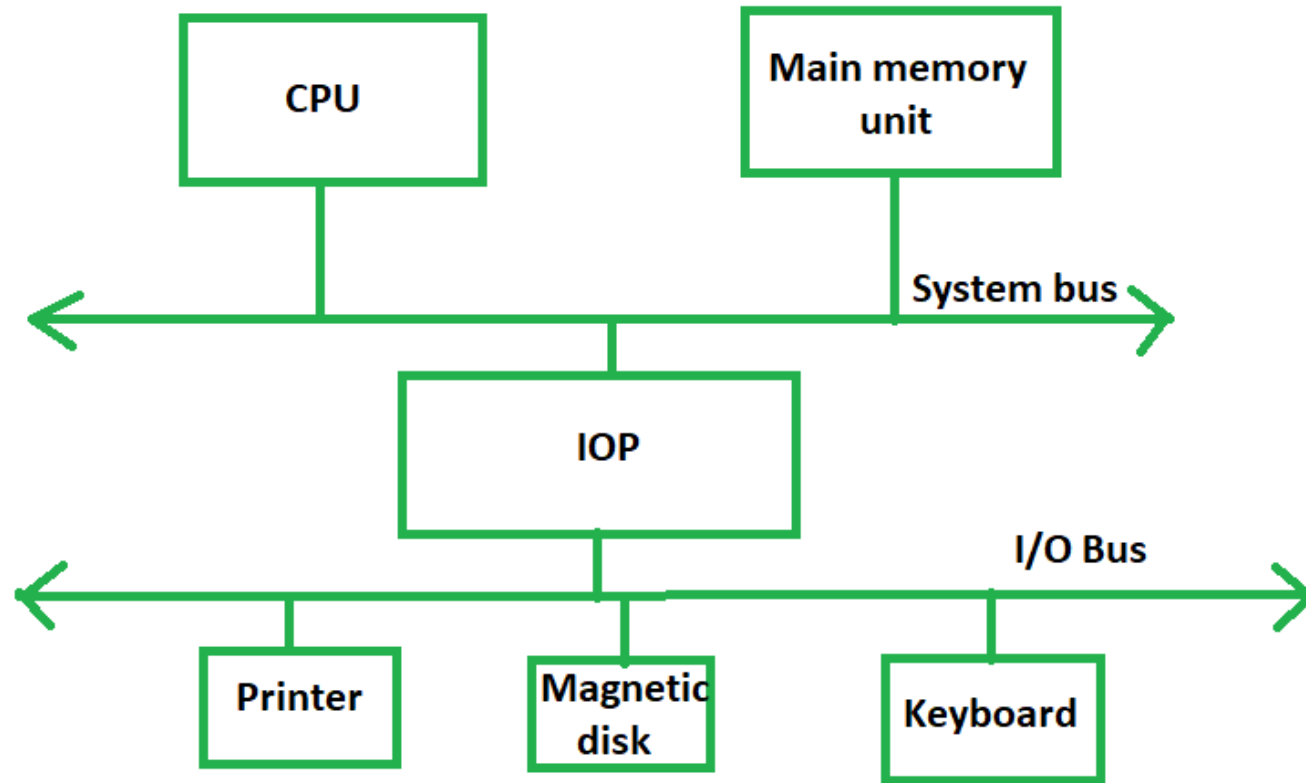 CPU
Main memory
unit
System bus
IOP
I/O Bus
Printer
Magnetic
disk
Keyboard